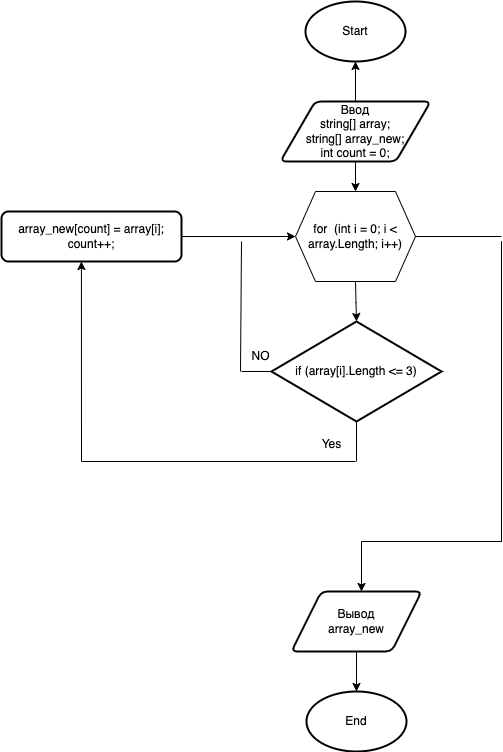 Start
Ввод
string[] array;
string[] array_new;
int count = 0;
array_new[count] = array[i];
count++;
for  (int i = 0; i <
array.Length; i++)
NO
if (array[i].Length <= 3)
Yes
Вывод
array_new
End